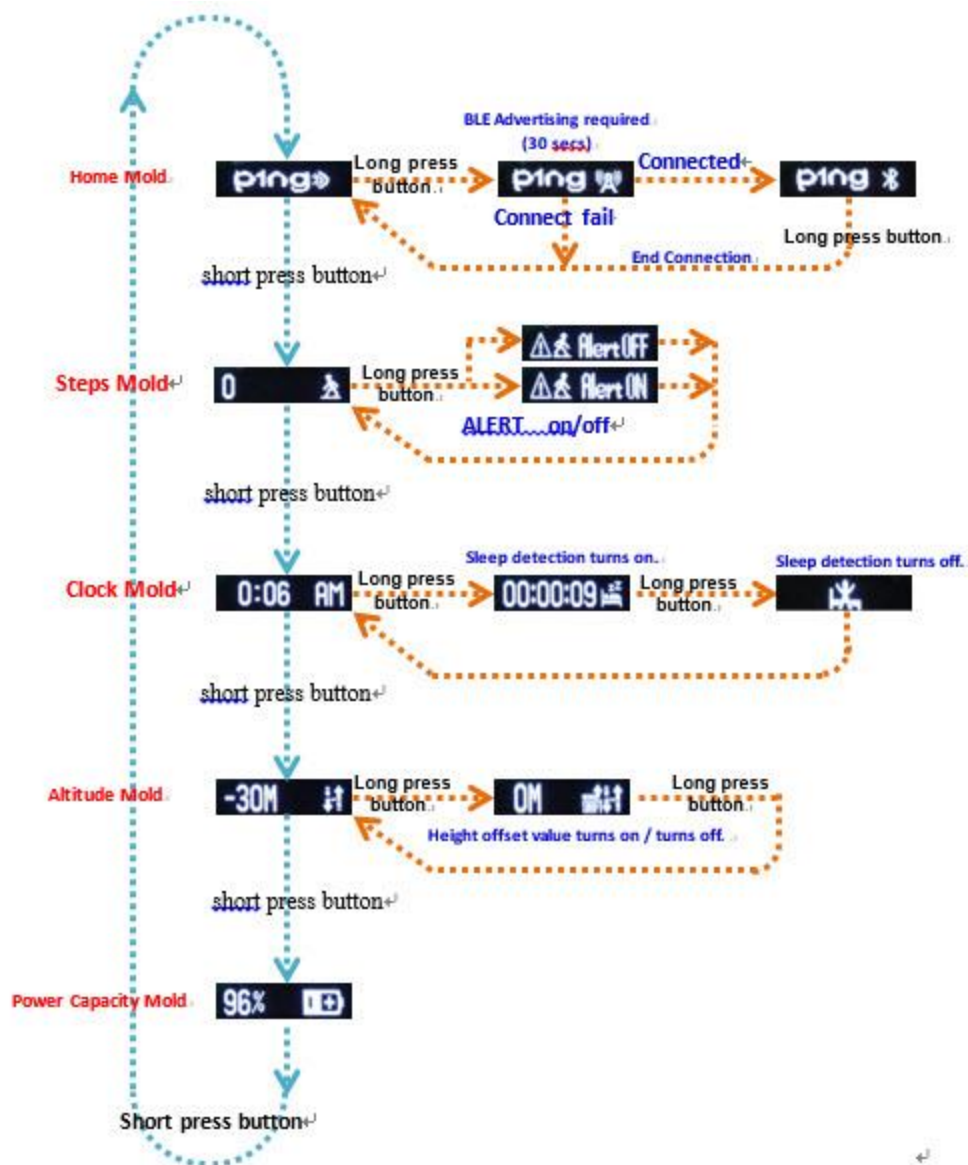 BLE Advertising required
(30 secs)
Home Mold
ping
Long press
button.
ping
Connected
ping
Connect fail
Long press button
End Connection
short press button
Steps Mold
0
Long press
button.
Alert OFF
Alert ON
ALERT on/off
short press button
Sleep detection turns on.
Sleep detection turns off.
Clock Mold
0:06 AM
Long press
button.
00:00:09
Long press
button.
short press button
Altitude Mold
-30M
Long press
button.
0M
Long press
button.
Height offset value turns on / turns off.
short press button
Power Capacity Mold
96%
Short press button